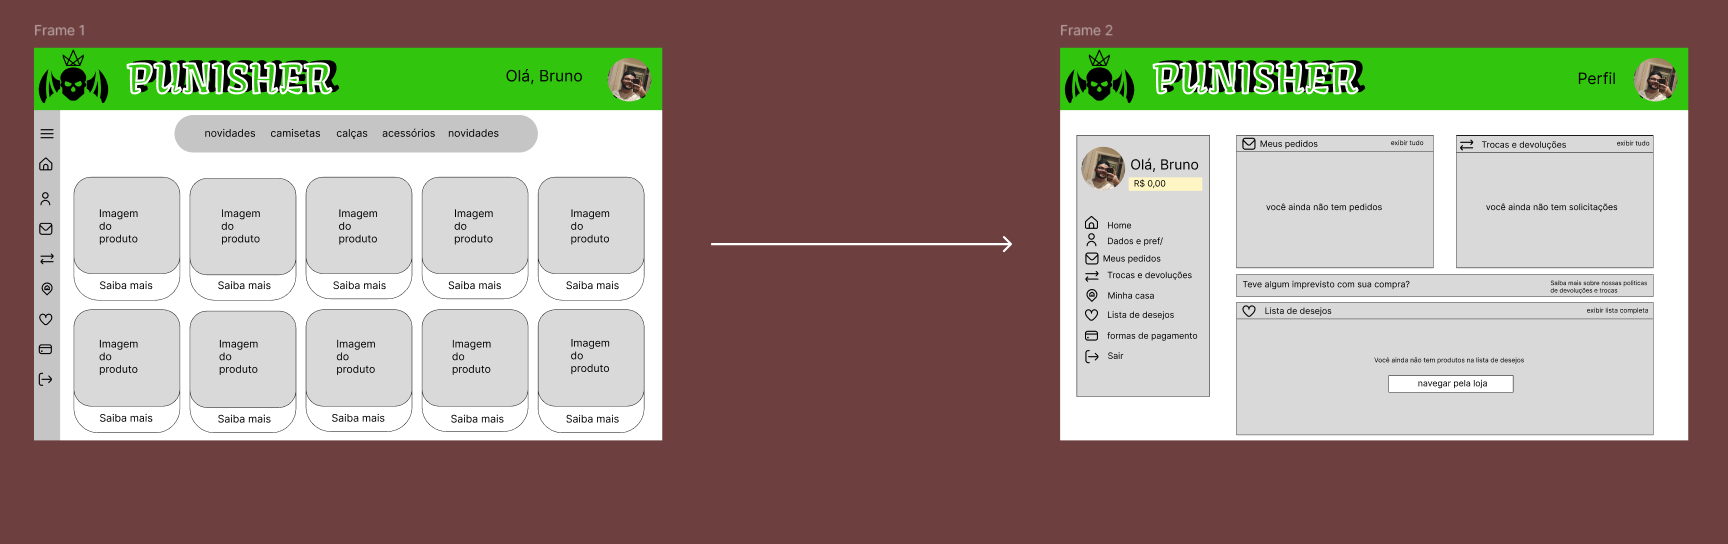 Frame 1
PUNISHER
Olá, Bruno
novidades camisetas calças acessórios novidades
Imagem do produto
Saiba mais
Imagem do produto
Saiba mais
Imagem do produto
Saiba mais
Imagem do produto
Saiba mais
Imagem do produto
Saiba mais
Imagem do produto
Saiba mais
Imagem do produto
Saiba mais
Imagem do produto
Saiba mais
Imagem do produto
Saiba mais
Imagem do produto
Saiba mais
Frame 2
PUNISHER
Perfil
Olá, Bruno
R$ 0,00
Home
Dados e pref/
Meus pedidos
Trocas e devoluções
Minha casa
Lista de desejos
formas de pagamento
Sair
Meus pedidos
exibir tudo
você ainda não tem pedidos
Trocas e devoluções
exibir tudo
você ainda não tem solicitações
Teve algum imprevisto com sua compra?
Saiba mais sobre nossas políticas
de devoluções e trocas
Lista de desejos
exibir lista completa
Você ainda não tem produtos na lista de desejos
navegar pela loja